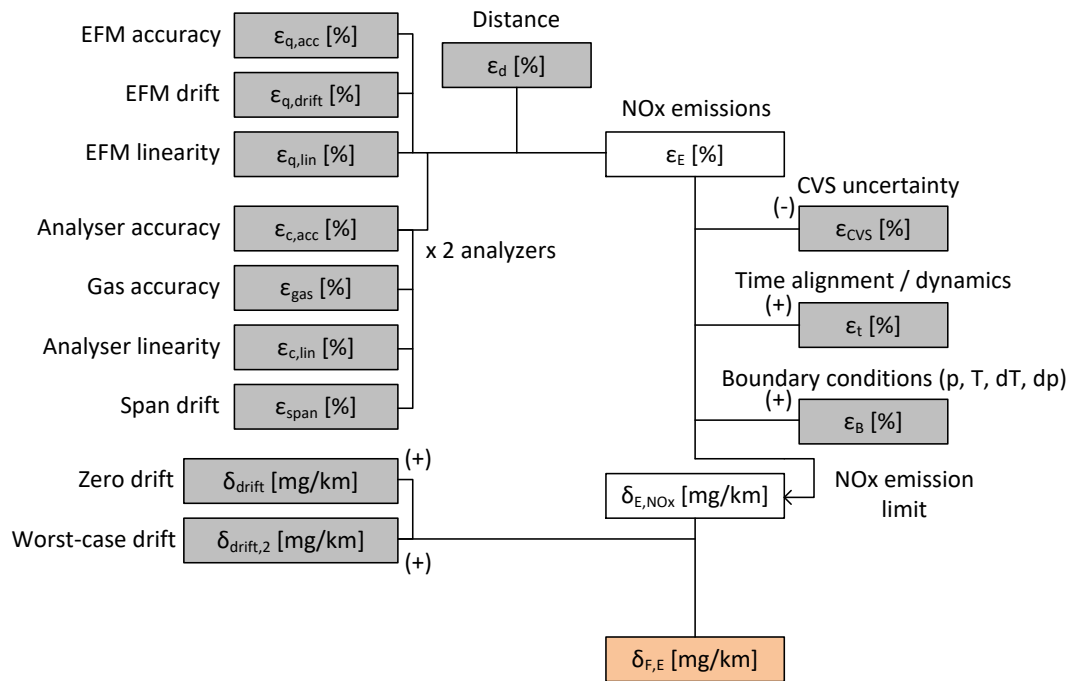 EFM accuracy
εq,acc [%]
EFM drift
εq,drift [%]
EFM linearity
εq,lin [%]
Analyser accuracy
εc,acc [%]
x 2 analyzers
Gas accuracy
εgas [%]
Analyser linearity
εc,lin [%]
Span drift
εspan [%]
Zero drift
δdrift [mg/km]
(+)
Worst-case drift
δdrift,2 [mg/km]
(+)
Distance
εd [%]
NOx emissions
εE [%]
CVS uncertainty
(-)
εCVS [%]
Time alignment / dynamics
(+)
εt [%]
Boundary conditions (p, T, dT, dp)
(+)
εB [%]
δE,NOx [mg/km]
NOx emission
limit
δF,E [mg/km]